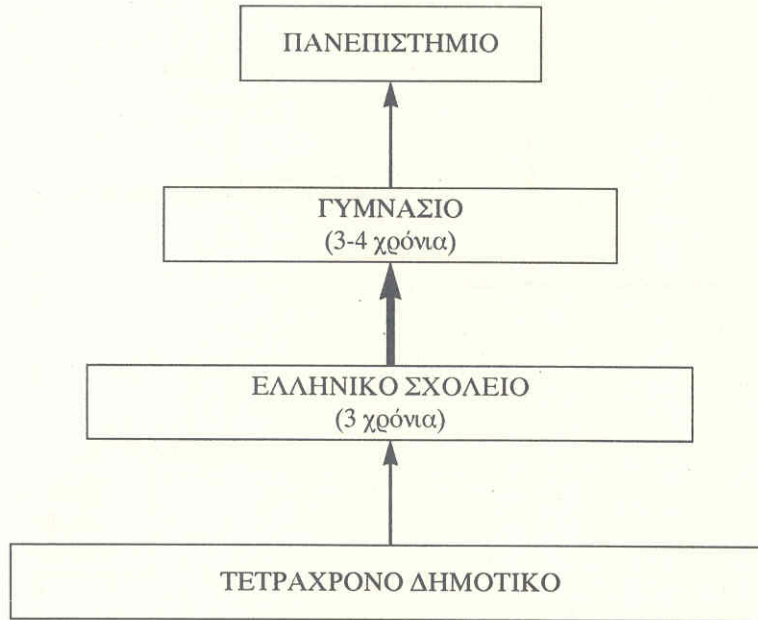 ΠΑΝΕΠΙΣΤΗΜΙΟ
ΓΥΜΝΑΣΙΟ
(3-4 χρόνια)
ΕΛΛΗΝΙΚΟ ΣΧΟΛΕΙΟ
(3 χρόνια)
ΤΕΤΡΑΧΡΟΝΟ ΔΗΜΟΤΙΚΟ